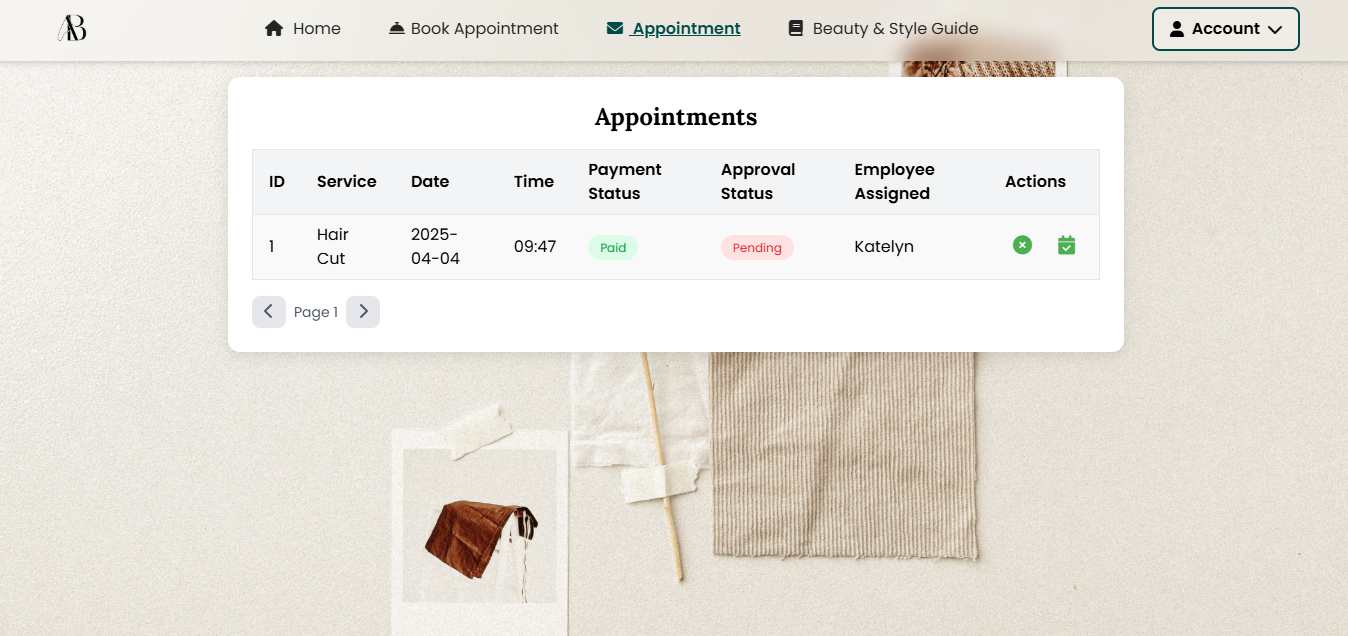 AB
Home
Book Appointment
Appointment
Beauty & Style Guide
Account
Appointments
ID
Service
Date
Time
Payment
Status
Approval
Status
Employee
Assigned
Actions
1
Hair
Cut
2025-
04-04
09:47
Paid
Pending
Katelyn
Page 1